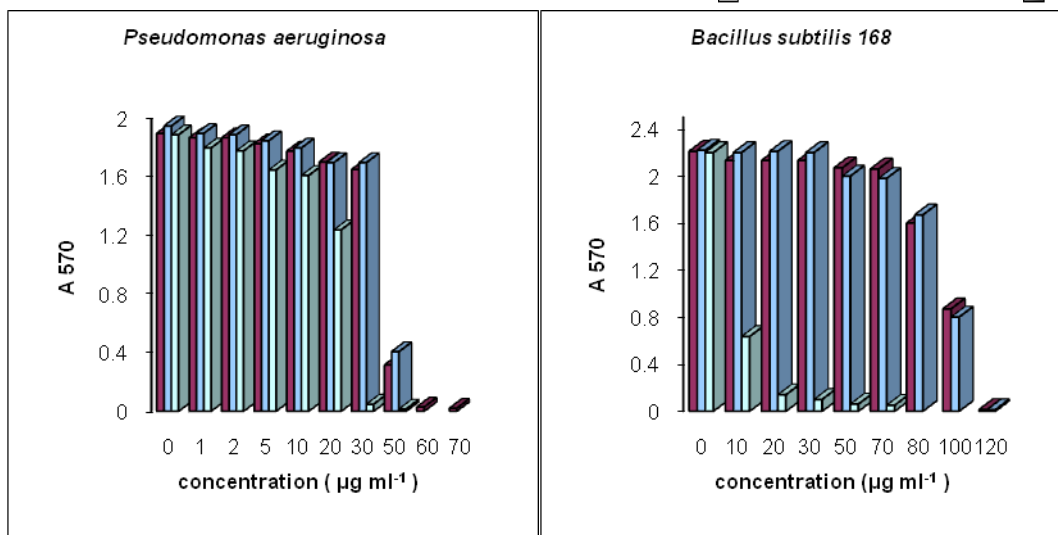 Pseudomonas aeruginosa
2
1.6
1.2
0.8
0.4
0
A 570
0 1 2 5 10 20 30 50 60 70
concentration ( µg ml-1 )
Bacillus subtilis 168
2.4
2
1.6
1.2
0.8
0.4
0
A 570
0 10 20 30 50 70 80 100 120
concentration (µg ml-1 )